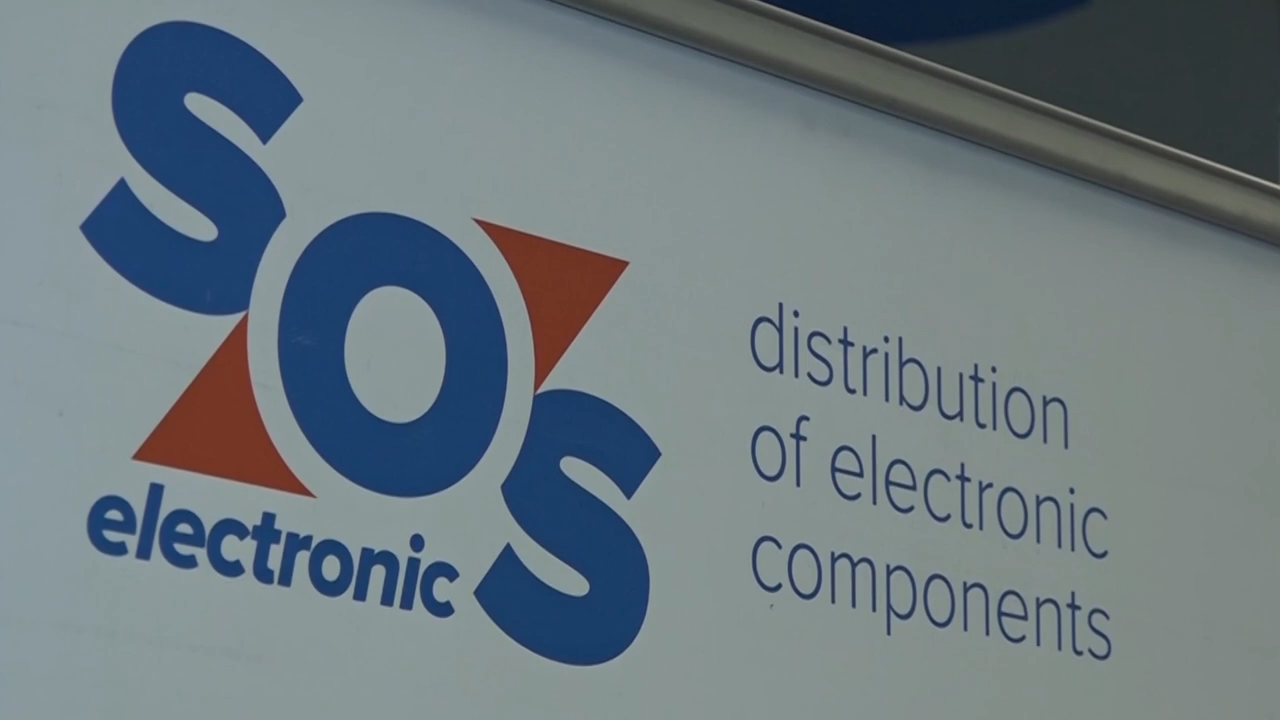 SOS
electronic
distribution
of electronic
components